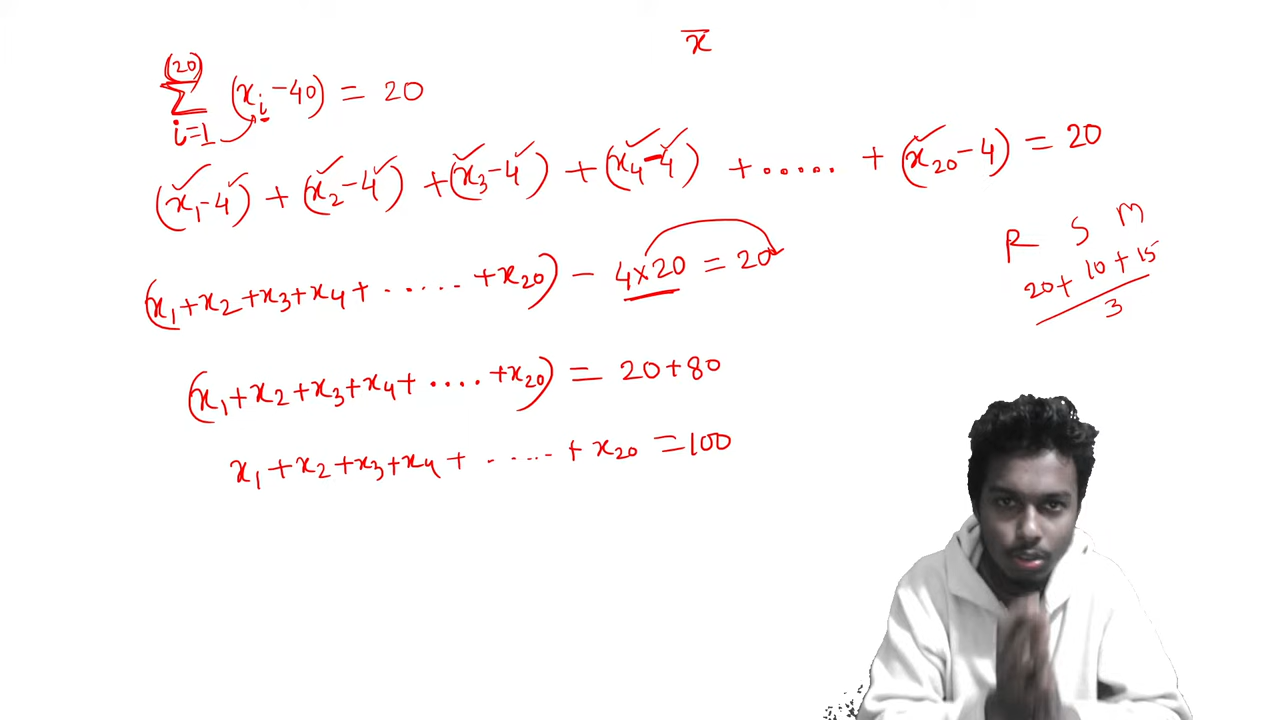 x̄
(20)
∑ (xᵢ-40) = 20
i=1
(x₁-4) + (x₂-4) + (x₃-4) + (x₄-4) + ...... + (x₂₀-4) = 20
(x₁+x₂+x₃+x₄+ ...... +x₂₀) - 4×20 = 20
R S M
20+10+15
3
(x₁+x₂+x₃+x₄+ .... +x₂₀) = 20+80
x₁+x₂+x₃+x₄+ ...... +x₂₀ =100